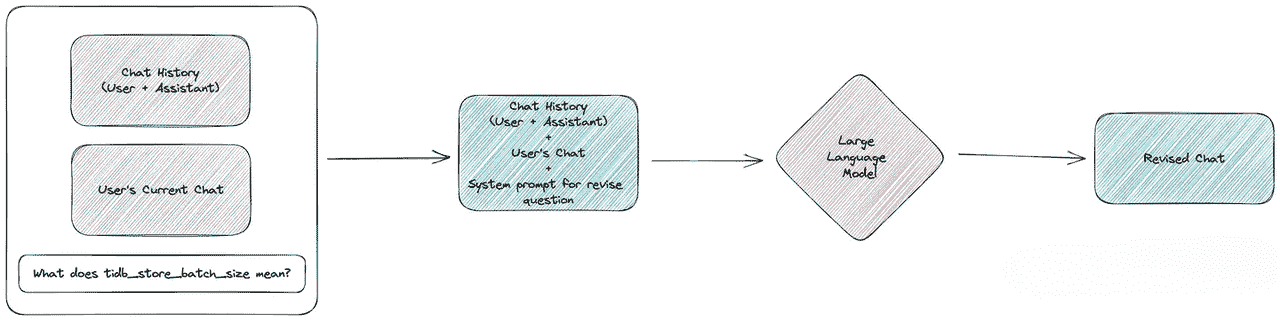 Chat History
(User + Assistant)
User's Current Chat
What does tidb_store_batch_size mean?
Chat History
(User + Assistant)
+
User's Chat
+
System prompt for revise
question
Large
Language
Model
Revised Chat